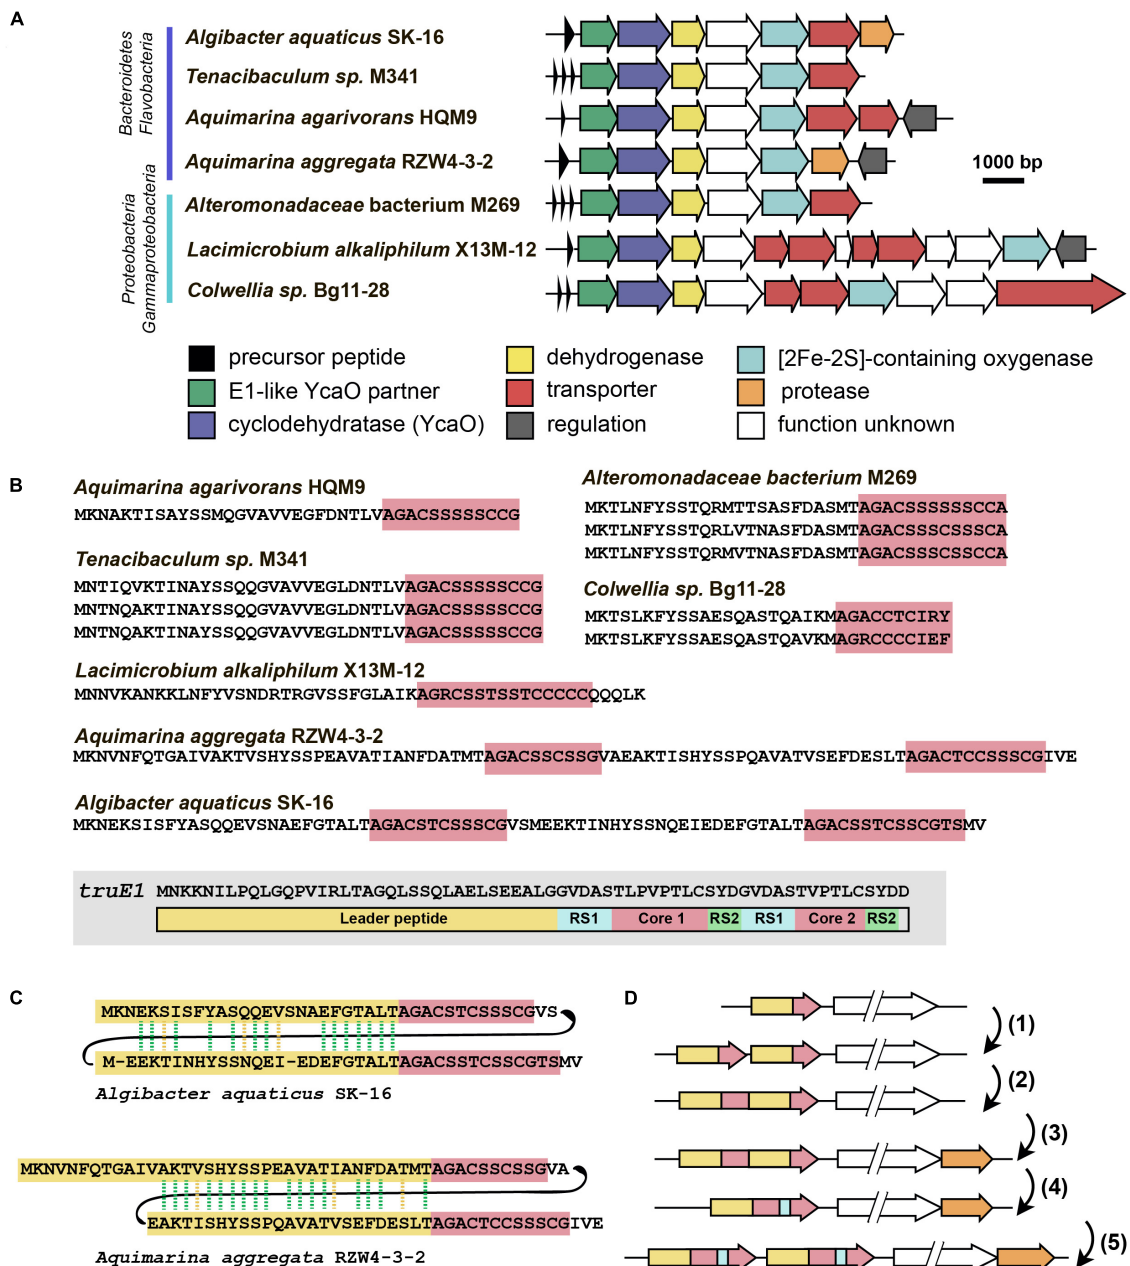 A
Bacteroidetes
Flavobacteria
Algibacter aquaticus SK-16
Tenacibaculum sp. M341
Aquimarina agarivorans HQM9
Aquimarina aggregata RZW4-3-2
1000 bp
Proteobacteria
Gammaproteobacteria
Alteromonadaceae bacterium M269
Lacimicrobium alkaliphilum X13M-12
Colwellia sp. Bg11-28
precursor peptide
dehydrogenase
[2Fe-2S]-containing oxygenase
E1-like YcaO partner
transporter
protease
cyclodehydratase (YcaO)
regulation
function unknown
B
Aquimarina agarivorans HQM9
MKNAKTISAYSSMQGVAVVEGFDNTLVAGACSSSSSCCG
Tenacibaculum sp. M341
MNTIQVKTINAYSSQQGVAVVEGLDNTLVAGACSSSSSCCG
MNTNQAKTINAYSSQQGVAVVEGLDNTLVAGACSSSSSCCG
MNTNQAKTINAYSSQQGVAVVEGLDNTLVAGACSSSSSCCG
Alteromonadaceae bacterium M269
MKTLNFYSSTQRMTTSASFDASMTAGACSSSSSSCCA
MKTLNFYSSTQRLVTNASFDASMTAGACSSSCSSCCA
MKTLNFYSSTQRMVTNASFDASMTAGACSSSCSSCCA
Colwellia sp. Bg11-28
MKTSLKFYSSAESQASTQAIKMAGACCTCIRY
MKTSLKFYSSAESQASTQAVKMAGRCCCCIEF
Lacimicrobium alkaliphilum X13M-12
MNNVKANKKLNFYVSNDRTRGVSSFGLAIKAGRCSSTSSTCCCCCQQQLK
Aquimarina aggregata RZW4-3-2
MKNVNFQTGAIVAKTVSHYSSPEAVATIANFDATMTAGACSSCSSGVAEAKTISHYSSPQAVATVSEFDESLTAGACTCCSSSCGIVE
Algibacter aquaticus SK-16
MKNEKSISFYASQQEVSNAEFGTALTAGACSTCSSSCGVSMEEKTINHYSSNQEIEDEFGTALTAGACSSTCSSCGTSMV
truE1 MNKKNILPQLGQPVIRLTAGQLSSQLAELSEEALGGVDASTLPVPTLCSYDGVDASTVPTLCSYDD
Leader peptide RS1 Core 1 RS2 RS1 Core 2 RS2
C
MKNEKSISFYASQQEVSNAEFGTALTAGACSTCSSSCGVS
M-EEKTINHYSSNQEI-EDEFGTALTAGACSSTCSSCGTSMV
Algibacter aquaticus SK-16
MKNVNFQTGAIVAKTVSHYSSPEAVATIANFDATMTAGACSSCSSGVA
EAKTISHYSSPQAVATVSEFDESLTAGACTCCSSSCGIVE
Aquimarina aggregata RZW4-3-2
D
(1)
(2)
(3)
(4)
(5)